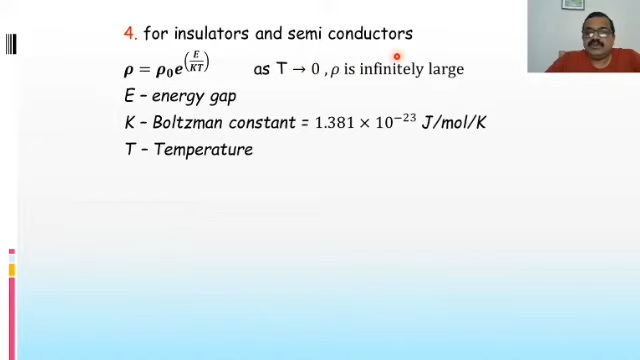 4. for insulators and semi conductors
ρ = ρ₀e^(E/KT) as T → 0 , ρ is infinitely large
E – energy gap
K – Boltzman constant = 1.381 × 10⁻²³ J/mol/K
T – Temperature